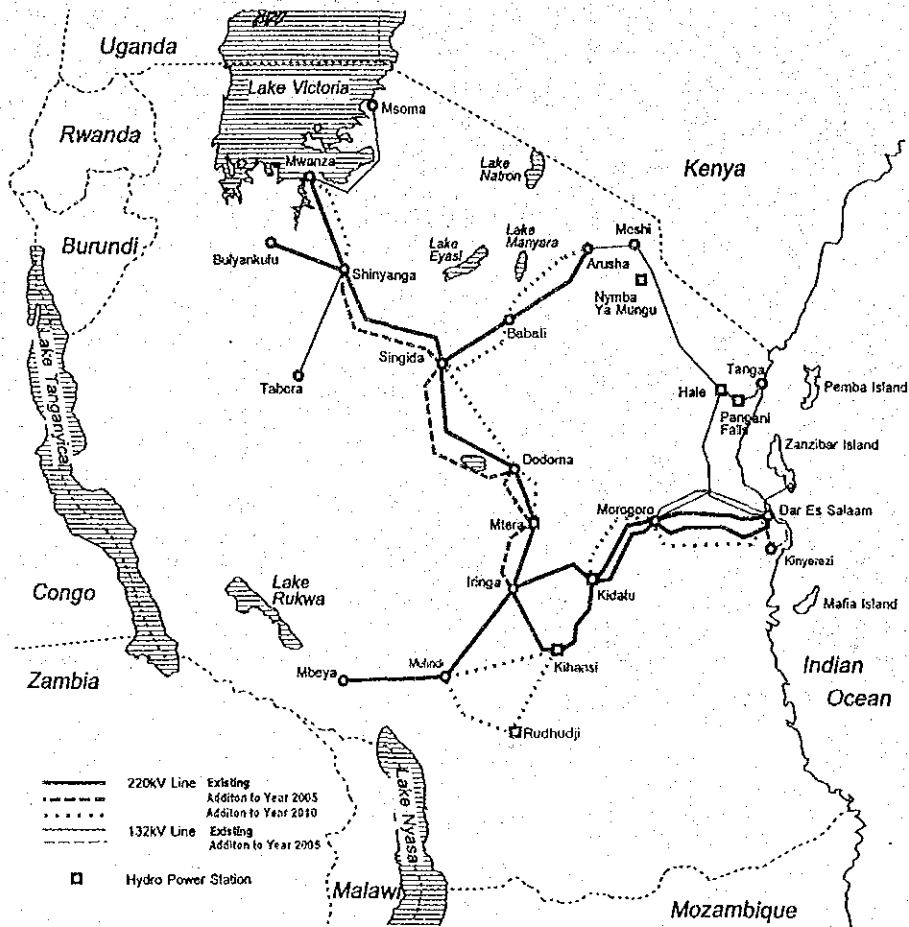 Uganda
Lake Victoria
Msoma
Rwanda
Mwanza
Lake
Natron
Kenya
Burundi
Bulyankulu
Shinyanga
Lake
Eyasi
Lake
Manyara
Arusha
Moshi
Nymba
Ya Mungu
Babali
Singida
Tabora
Lake Tanganyica
Tanga
Hale
Pangani
Falls
Pemba Island
Zanzibar Island
Dodoma
Mtera
Morogoro
Dar Es Salaam
Kinyerezi
Iringa
Kidatu
Mafia Island
Congo
Lake
Rukwa
Zambia
Mbeya
Kihansi
Rudhudji
Indian
Ocean
220kV Line Existing
Additon to Year 2005
Additon to Year 2010
132kV Line Existing
Additon to Year 2005
Hydro Power Station
Lake Nyasa
Malawi
Mozambique